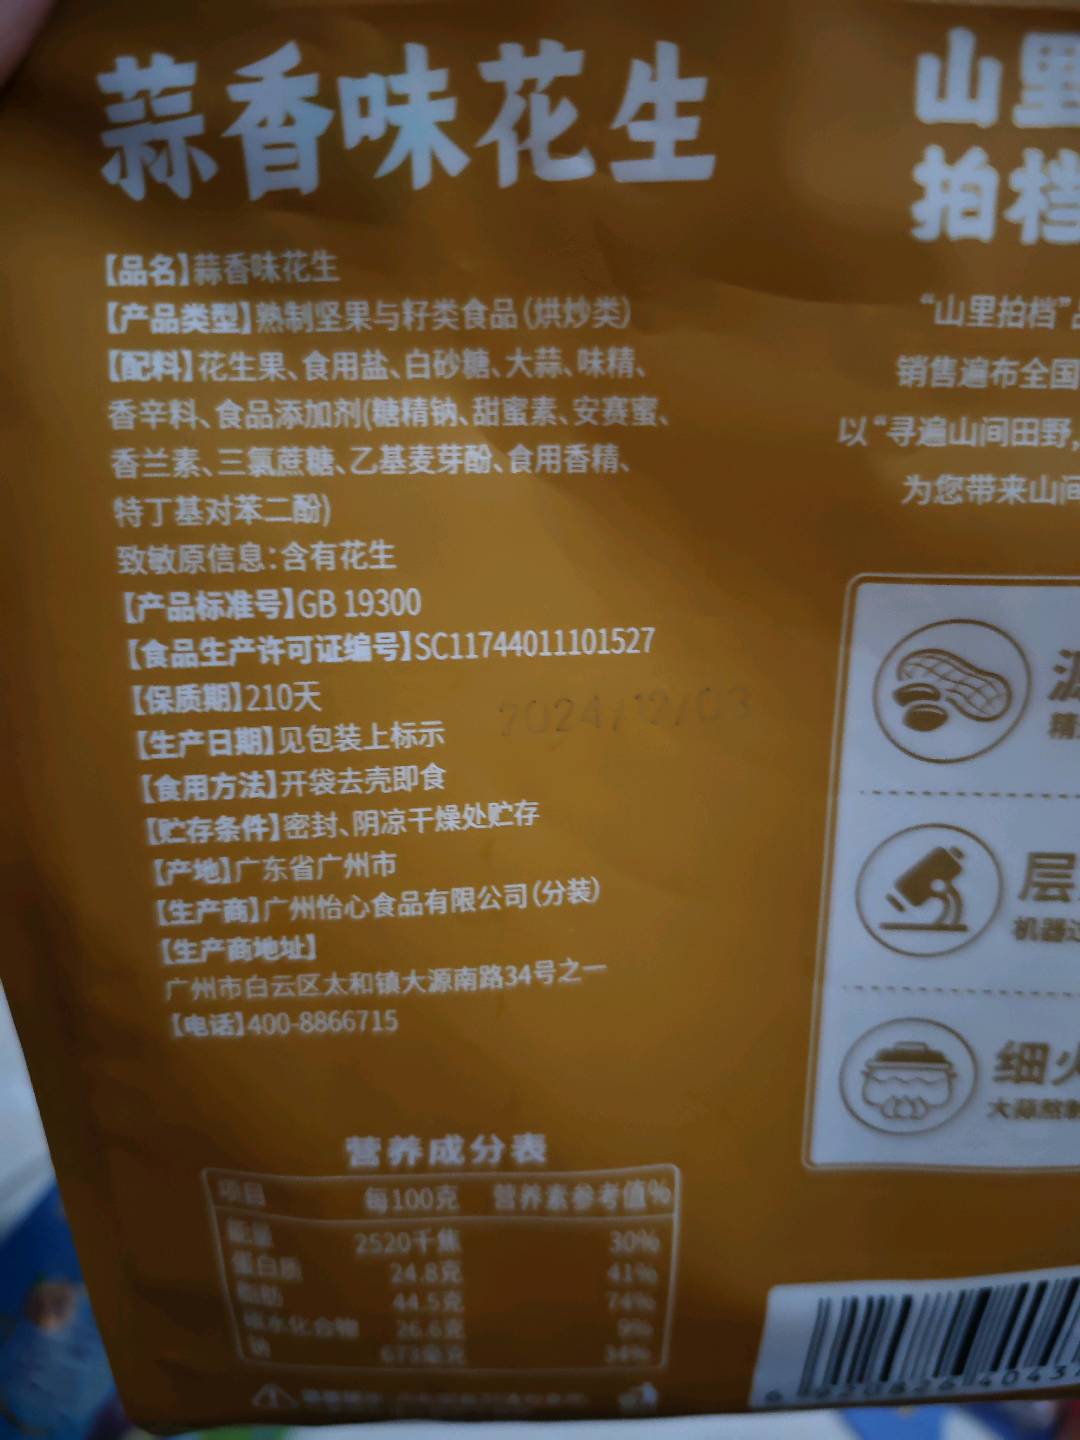 蒜香味花生
【品名】蒜香味花生
【产品类型】熟制坚果与籽类食品(烘炒类)
【配料】花生果、食用盐、白砂糖、大蒜、味精、
香辛料、食品添加剂(糖精钠、甜蜜素、安赛蜜、
香兰素、三氯蔗糖、乙基麦芽酚、食用香精、
特丁基对苯二酚)
致敏原信息:含有花生
【产品标准号】GB 19300
【食品生产许可证编号】SC11744011101527
【保质期】210天
【生产日期】见包装上标示
2024/12/03
【食用方法】开袋去壳即食
【贮存条件】密封、阴凉干燥处贮存
【产地】广东省广州市
【生产商】广州怡心食品有限公司(分装)
【生产商地址】
广州市白云区太和镇大源南路34号之一
【电话】400-8866715
营养成分表
项目 每100克 营养素参考值%
能量 2520千焦 30%
蛋白质 24.8克 41%
脂肪 44.5克 74%
碳水化合物 26.6克 9%
钠 673毫克 34%
山里
拍档
“山里拍档”
销售遍布全国
以“寻遍山间田野,
为您带来山间
源
精
层
机器
细火
大蒜熬制